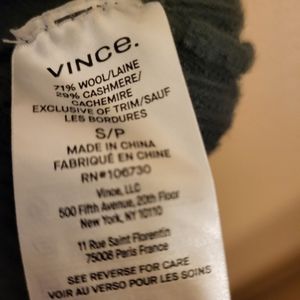 VINCE.
71% WOOL/LAINE
29% CASHMERE/
CACHEMIRE
EXCLUSIVE OF TRIM/SAUF
LES BORDURES
S/P
MADE IN CHINA
FABRIQUÉ EN CHINE
RN#106730
Vince, LLC
500 Fifth Avenue, 20th Floor
New York, NY 10110
11 Rue Saint Florentin
75008 Paris France
SEE REVERSE FOR CARE
VOIR AU VERSO POUR LES SOINS